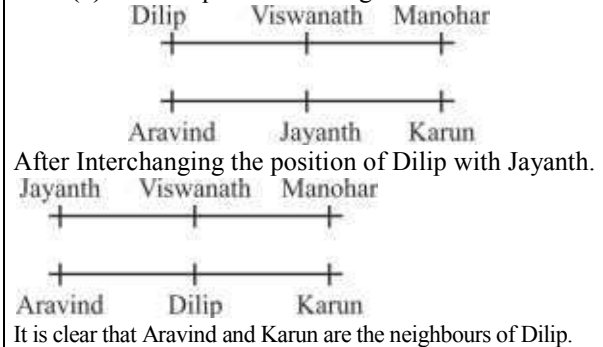 Dilip Viswanath Manohar
Aravind Jayanth Karun
After Interchanging the position of Dilip with Jayanth.
Jayanth Viswanath Manohar
Aravind Dilip Karun
It is clear that Aravind and Karun are the neighbours of Dilip.